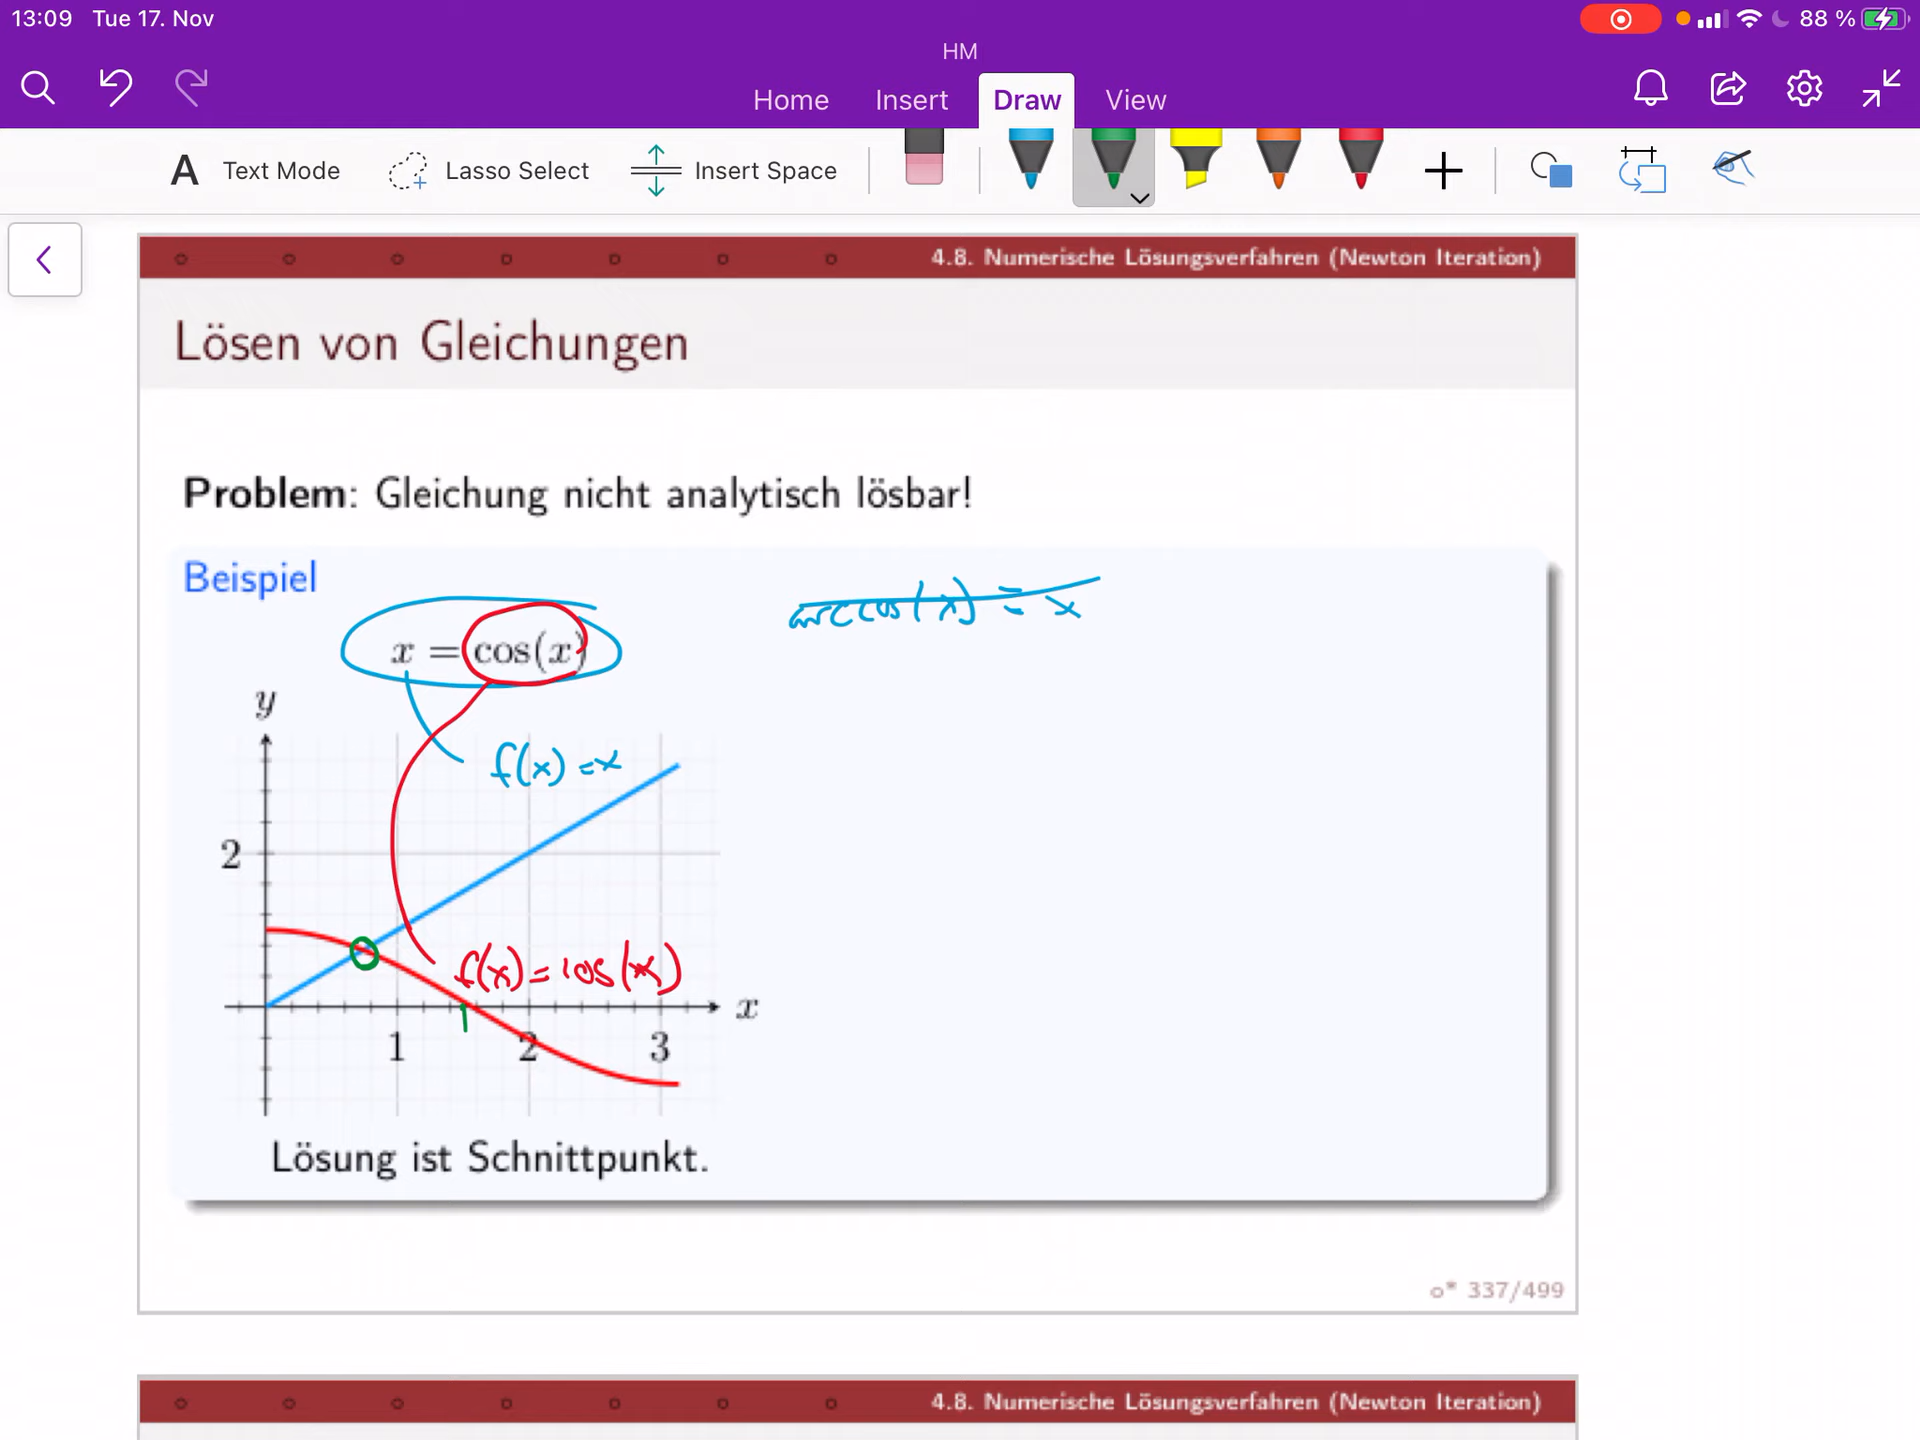 13:09 Tue 17. Nov
88 %
HM
Home Insert Draw View
A Text Mode Lasso Select Insert Space
4.8. Numerische Lösungsverfahren (Newton Iteration)
Lösen von Gleichungen
Problem: Gleichung nicht analytisch lösbar!
Beispiel
arccos(x) = x
x = cos(x)
y
f(x) = x
2
f(x) = cos(x)
x
1 2 3
Lösung ist Schnittpunkt.
o* 337/499
4.8. Numerische Lösungsverfahren (Newton Iteration)